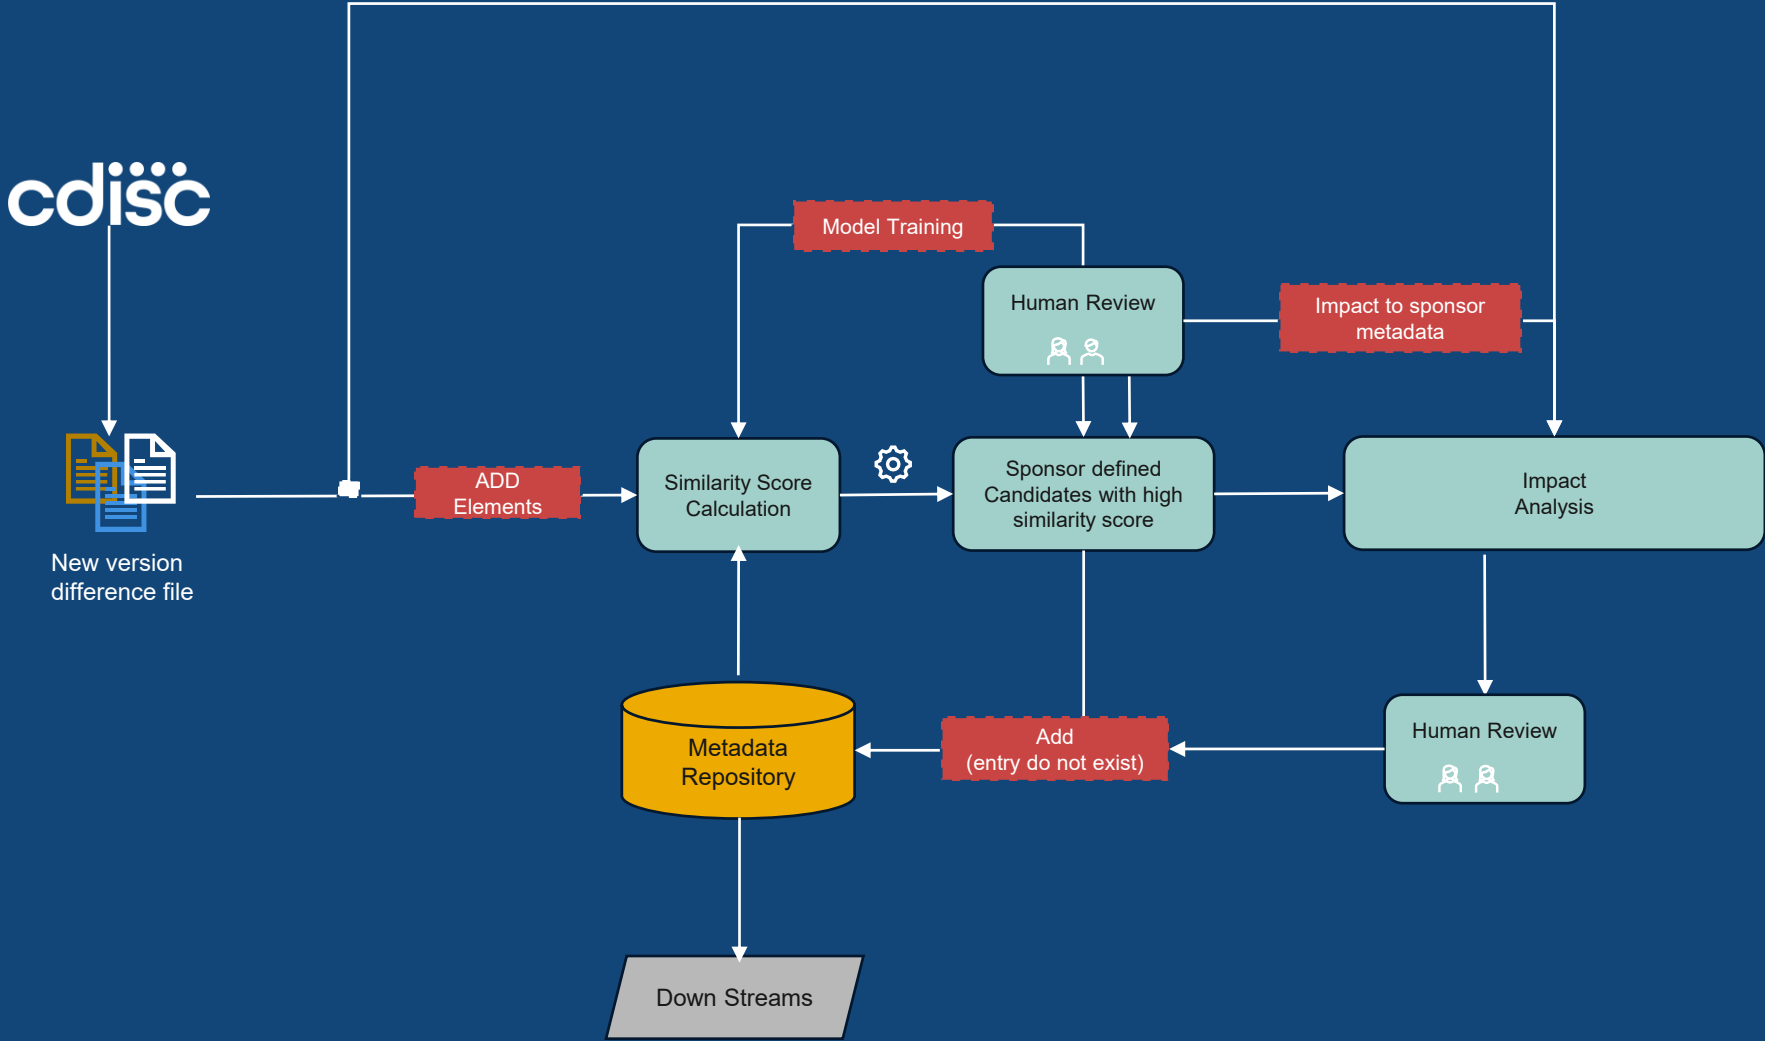 cdisc
Model Training
Human Review
Impact to sponsor
metadata
ADD
Elements
Similarity Score
Calculation
Sponsor defined
Candidates with high
similarity score
Impact
Analysis
New version
difference file
Metadata
Repository
Add
(entry do not exist)
Human Review
Down Streams